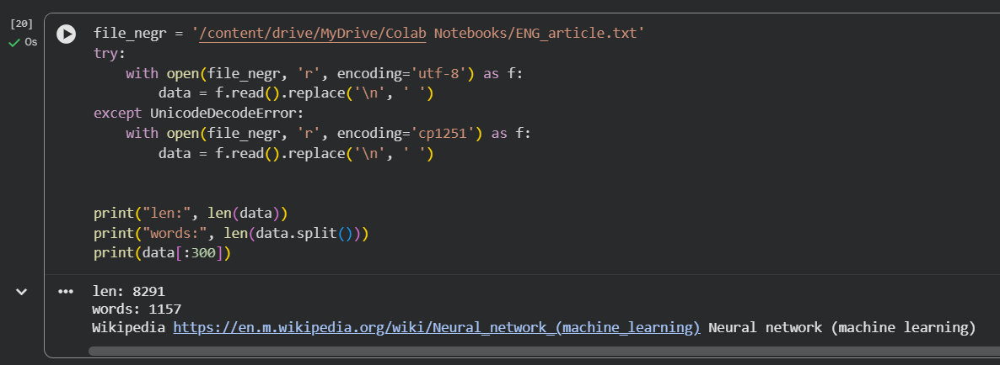 [20]
0s
file_negr = '/content/drive/MyDrive/Colab Notebooks/ENG_article.txt'
try:
    with open(file_negr, 'r', encoding='utf-8') as f:
        data = f.read().replace('\n', ' ')
except UnicodeDecodeError:
    with open(file_negr, 'r', encoding='cp1251') as f:
        data = f.read().replace('\n', ' ')
print("len:", len(data))
print("words:", len(data.split()))
print(data[:300])
len: 8291
words: 1157
Wikipedia https://en.m.wikipedia.org/wiki/Neural_network_(machine_learning) Neural network (machine learning)